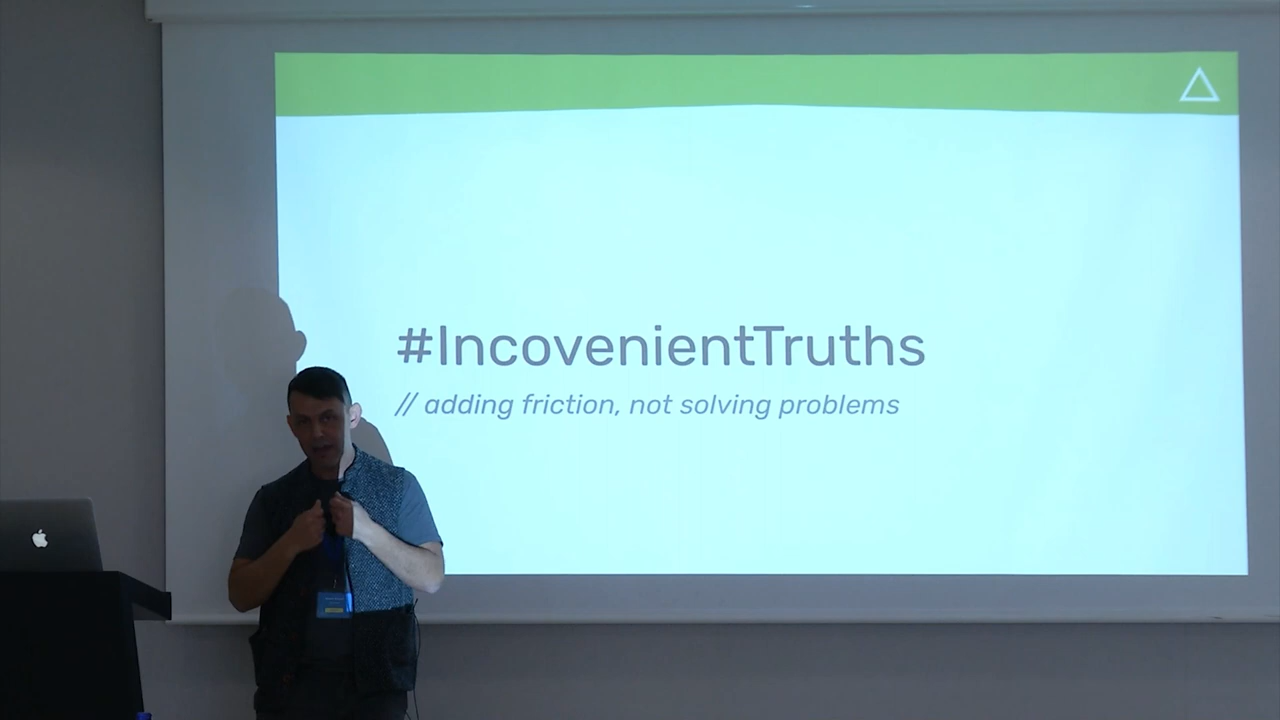 #IncovenientTruths
// adding friction, not solving problems